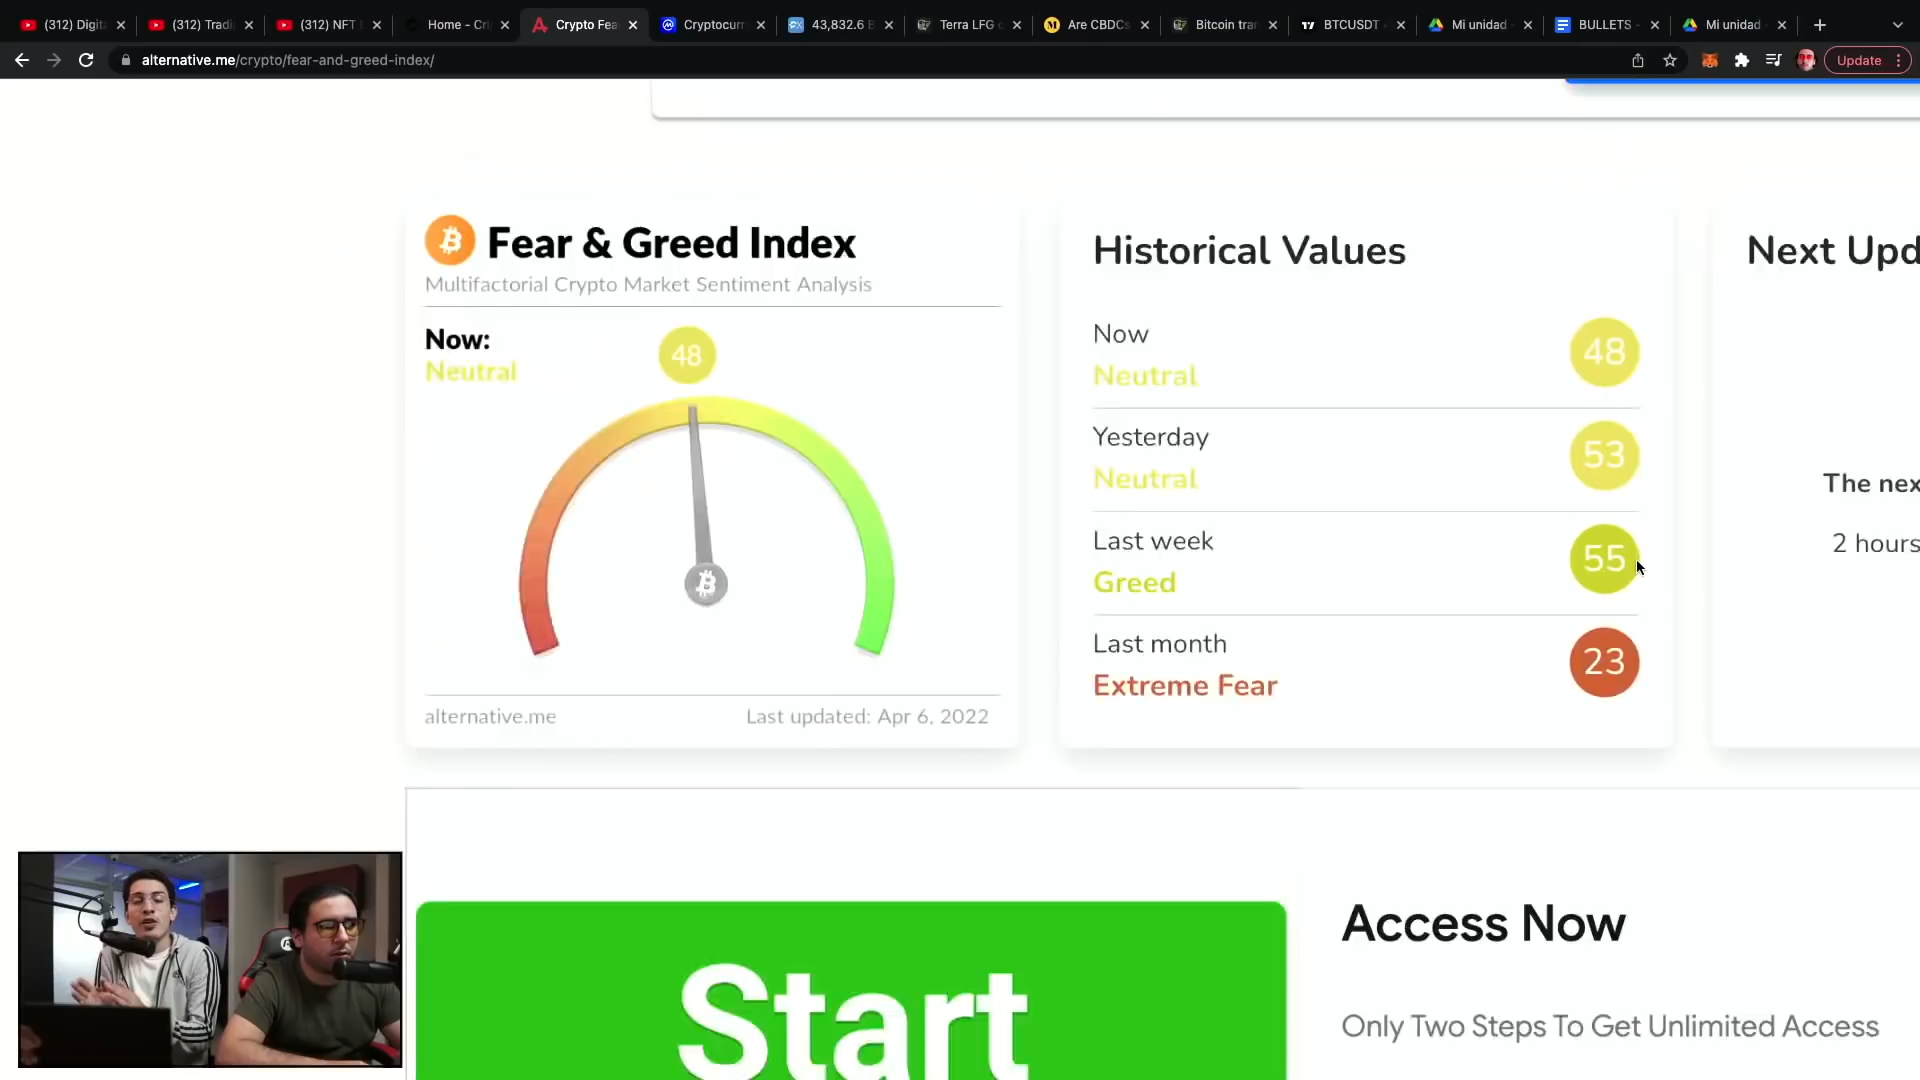 (312) Digit
(312) Tradi
(312) NFT
Home - Cr
Crypto Fea
Cryptocurr
43,832.6 B
Terra LFG
Are CBDCs
Bitcoin tra
BTCUSDT
Mi unidad
BULLETS
Mi unidad
alternative.me/crypto/fear-and-greed-index/
Update
Fear & Greed Index
Multifactorial Crypto Market Sentiment Analysis
Now:
Neutral
48
alternative.me
Last updated: Apr 6, 2022
Historical Values
Now
Neutral
48
Yesterday
Neutral
53
Last week
Greed
55
Last month
Extreme Fear
23
Next Upd
The nex
2 hours
Start
Access Now
Only Two Steps To Get Unlimited Access